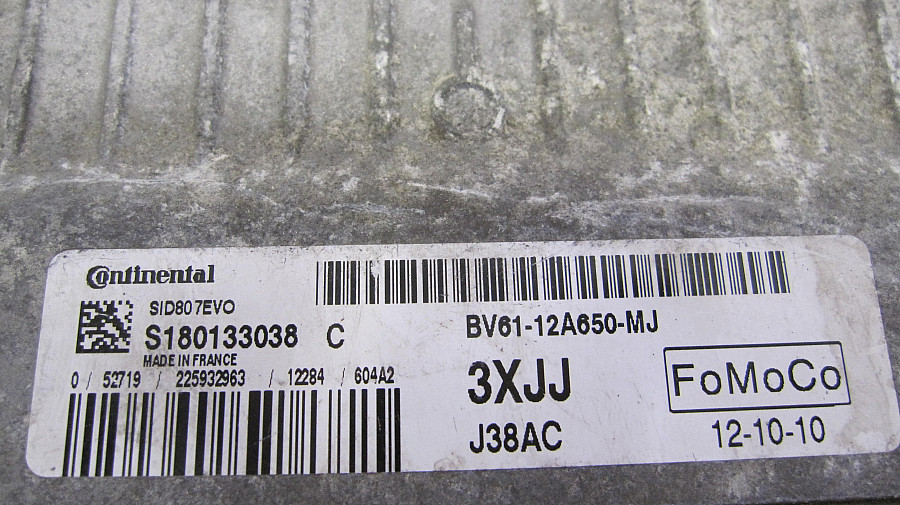 Continental
SID807EVO
S180133038 C
MADE IN FRANCE
0 / 52719 / 225932963 / 12284 / 604A2
BV61-12A650-MJ
3XJJ
FoMoCo
J38AC
12-10-10